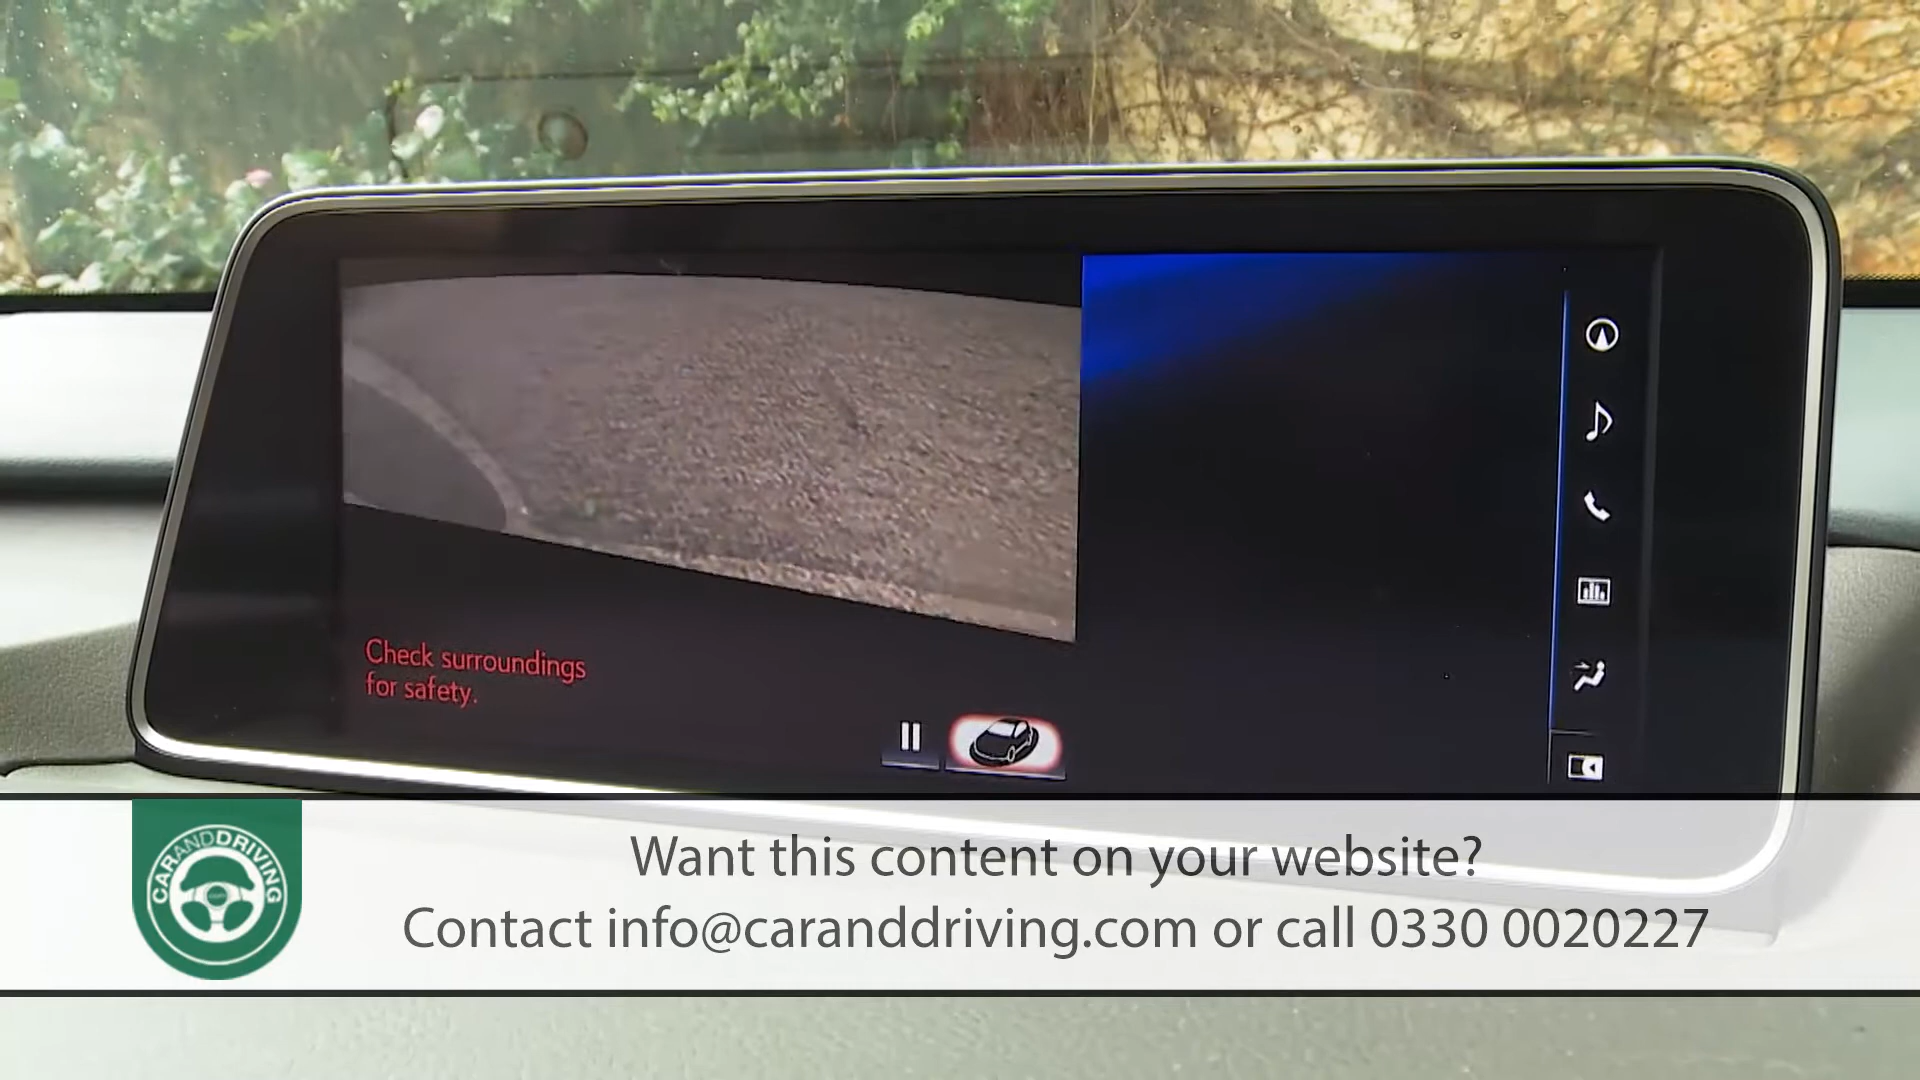 Check surroundings
for safety.
CARANDDRIVING
Want this content on your website?
Contact info@caranddriving.com or call 0330 0020227